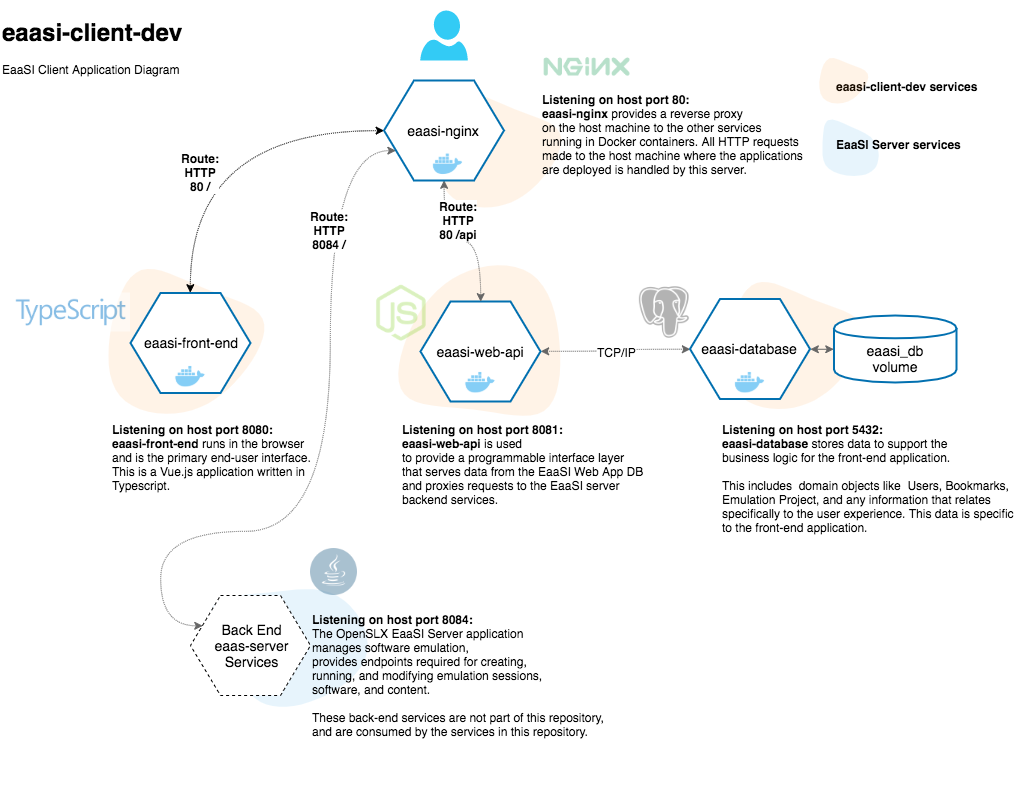 eaasi-client-dev
EaaSI Client Application Diagram
NGiNX
eaasi-client-dev services
EaaSI Server services
Listening on host port 80:
eaasi-nginx provides a reverse proxy
on the host machine to the other services
running in Docker containers. All HTTP requests
made to the host machine where the applications
are deployed is handled by this server.
eaasi-nginx
Route:
HTTP
80 /
Route:
HTTP
8084 /
Route:
HTTP
80 /api
TypeScript
eaasi-front-end
JS
eaasi-web-api
TCP/IP
eaasi-database
eaasi_db
volume
Listening on host port 8080:
eaasi-front-end runs in the browser
and is the primary end-user interface.
This is a Vue.js application written in
Typescript.
Listening on host port 8081:
eaasi-web-api is used
to provide a programmable interface layer
that serves data from the EaaSI Web App DB
and proxies requests to the EaaSI server
backend services.
Listening on host port 5432:
eaasi-database stores data to support the
business logic for the front-end application.
This includes  domain objects like  Users, Bookmarks,
Emulation Project, and any information that relates
specifically to the user experience. This data is specific
to the front-end application.
Back End
eaas-server
Services
Listening on host port 8084:
The OpenSLX EaaSI Server application
manages software emulation,
provides endpoints required for creating,
running, and modifying emulation sessions,
software, and content.
These back-end services are not part of this repository,
and are consumed by the services in this repository.